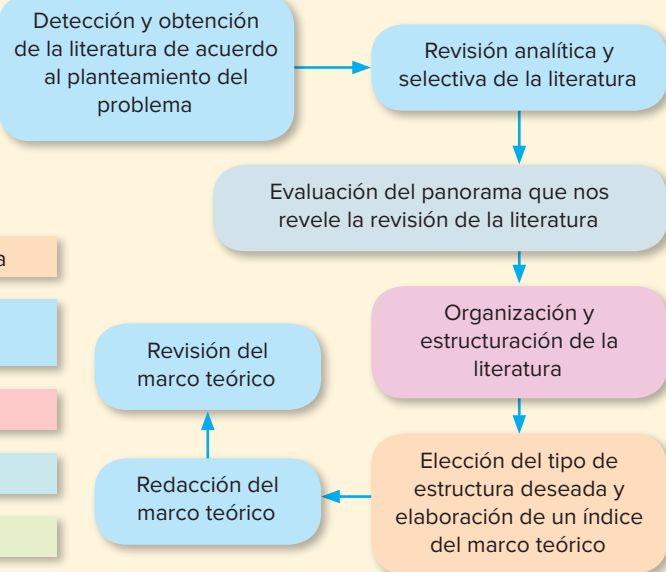 Detección y obtención
de la literatura de acuerdo
al planteamiento del
problema
Revisión analítica y
selectiva de la literatura
Evaluación del panorama que nos
revele la revisión de la literatura
Organización y
estructuración de la
literatura
Elección del tipo de
estructura deseada y
elaboración de un índice
del marco teórico
Redacción del
marco teórico
Revisión del
marco teórico